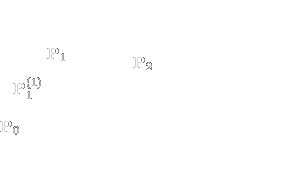 ℙ₁
ℙ₂
ℙ₁^{(1)}
ℙ₀